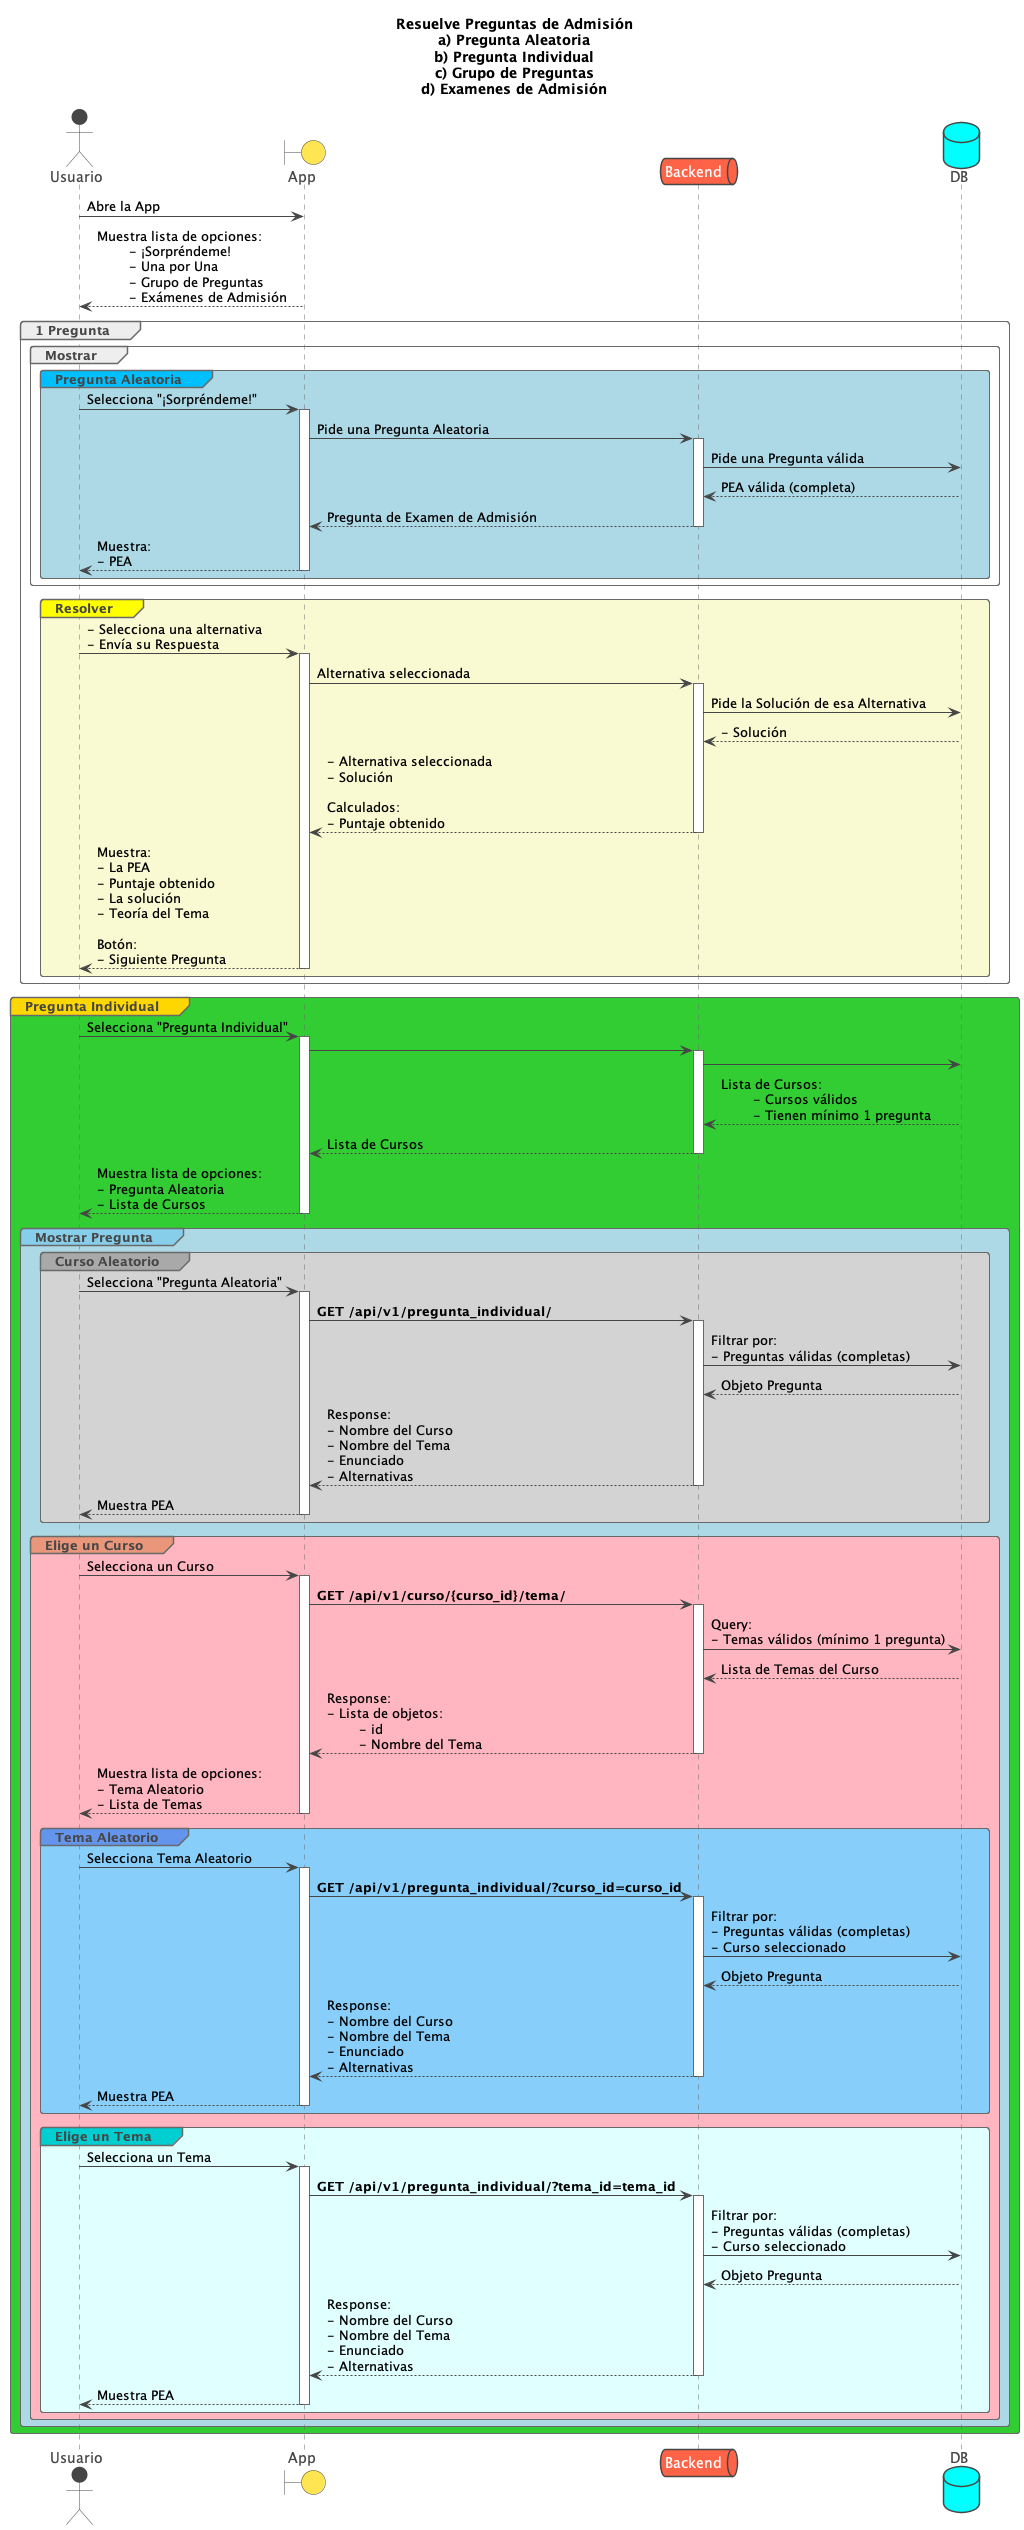 Resuelve Preguntas de Admisión
a) Pregunta Aleatoria
b) Pregunta Individual
c) Grupo de Preguntas
d) Examenes de Admisión
Usuario
App
Backend
DB
Abre la App
Muestra lista de opciones:
- ¡Sorpréndeme!
- Una por Una
- Grupo de Preguntas
- Exámenes de Admisión
1 Pregunta
Mostrar
Pregunta Aleatoria
Selecciona "¡Sorpréndeme!"
Pide una Pregunta Aleatoria
Pide una Pregunta válida
PEA válida (completa)
Pregunta de Examen de Admisión
Muestra:
- PEA
Resolver
- Selecciona una alternativa
- Envía su Respuesta
Alternativa seleccionada
Pide la Solución de esa Alternativa
- Solución
- Alternativa seleccionada
- Solución
Calculados:
- Puntaje obtenido
Muestra:
- La PEA
- Puntaje obtenido
- La solución
- Teoría del Tema
Botón:
- Siguiente Pregunta
Pregunta Individual
Selecciona "Pregunta Individual"
Lista de Cursos:
- Cursos válidos
- Tienen mínimo 1 pregunta
Lista de Cursos
Muestra lista de opciones:
- Pregunta Aleatoria
- Lista de Cursos
Mostrar Pregunta
Curso Aleatorio
Selecciona "Pregunta Aleatoria"
GET /api/v1/pregunta_individual/
Filtrar por:
- Preguntas válidas (completas)
Objeto Pregunta
Response:
- Nombre del Curso
- Nombre del Tema
- Enunciado
- Alternativas
Muestra PEA
Elige un Curso
Selecciona un Curso
GET /api/v1/curso/{curso_id}/tema/
Query:
- Temas válidos (mínimo 1 pregunta)
Lista de Temas del Curso
Response:
- Lista de objetos:
- id
- Nombre del Tema
Muestra lista de opciones:
- Tema Aleatorio
- Lista de Temas
Tema Aleatorio
Selecciona Tema Aleatorio
GET /api/v1/pregunta_individual/?curso_id=curso_id
Filtrar por:
- Preguntas válidas (completas)
- Curso seleccionado
Objeto Pregunta
Response:
- Nombre del Curso
- Nombre del Tema
- Enunciado
- Alternativas
Muestra PEA
Elige un Tema
Selecciona un Tema
GET /api/v1/pregunta_individual/?tema_id=tema_id
Filtrar por:
- Preguntas válidas (completas)
- Curso seleccionado
Objeto Pregunta
Response:
- Nombre del Curso
- Nombre del Tema
- Enunciado
- Alternativas
Muestra PEA
Usuario
App
Backend
DB